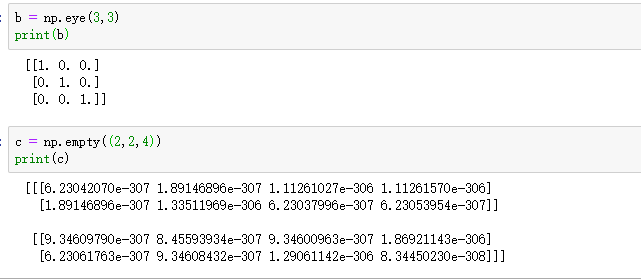 b = np.eye(3,3)
print(b)
[[1. 0. 0.]
[0. 1. 0.]
[0. 0. 1.]]
c = np.empty((2,2,4))
print(c)
[[[6.23042070e-307 1.89146896e-307 1.11261027e-306 1.11261570e-306]
[1.89146896e-307 1.33511969e-306 6.23037996e-307 6.23053954e-307]]
[[9.34609790e-307 8.45593934e-307 9.34600963e-307 1.86921143e-306]
[6.23061763e-307 9.34608432e-307 1.29061142e-306 8.34450230e-308]]]